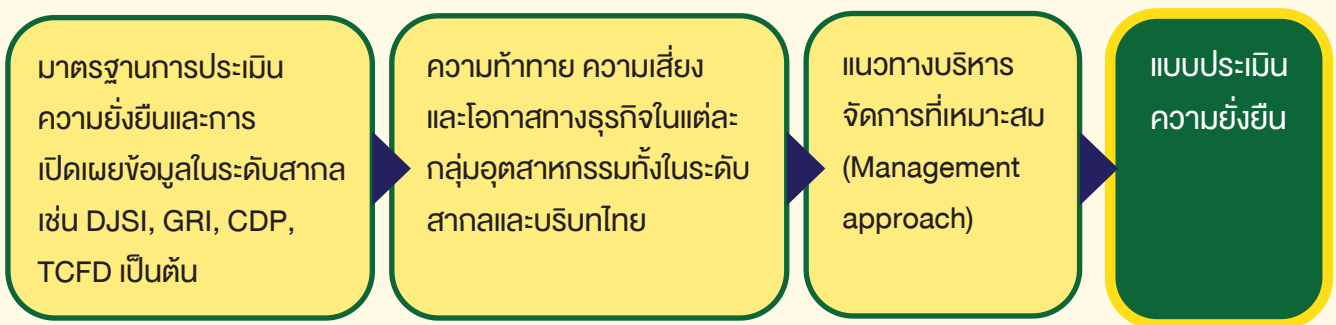 มาตรฐานการประเมิน
ความยั่งยืนและการ
เปิดเผยข้อมูลในระดับสากล
เช่น DJSI, GRI, CDP,
TCFD เป็นต้น
ความท้าทาย ความเสี่ยง
และโอกาสทางธุรกิจในแต่ละ
กลุ่มอุตสาหกรรมทั้งในระดับ
สากลและบริบทไทย
แนวทางบริหาร
จัดการที่เหมาะสม
(Management
approach)
แบบประเมิน
ความยั่งยืน